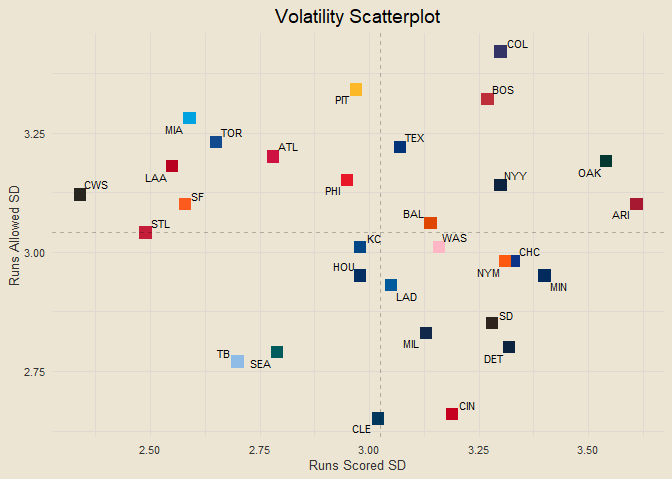 Volatility Scatterplot
COL
BOS
PIT
MIA
TOR
TEX
ATL
OAK
LAA
CWS
PHI
NYY
SF
ARI
STL
BAL
KC
WAS
HOU
CHC
NYM
MIN
LAD
SD
MIL
DET
TB
SEA
CIN
CLE
3.25
3.00
2.75
Runs Allowed SD
2.50
2.75
3.00
3.25
3.50
Runs Scored SD